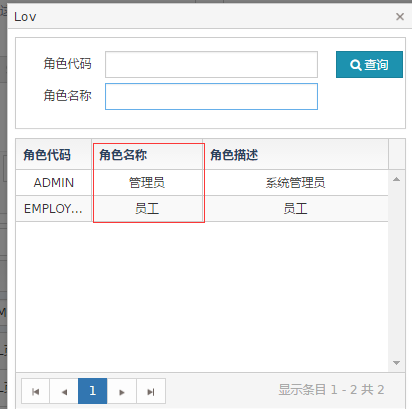 Lov ×
角色代码 查询
角色名称
角色代码 角色名称 角色描述
ADMIN 管理员 系统管理员
EMPLOY... 员工 员工
1 显示条目 1 - 2 共 2